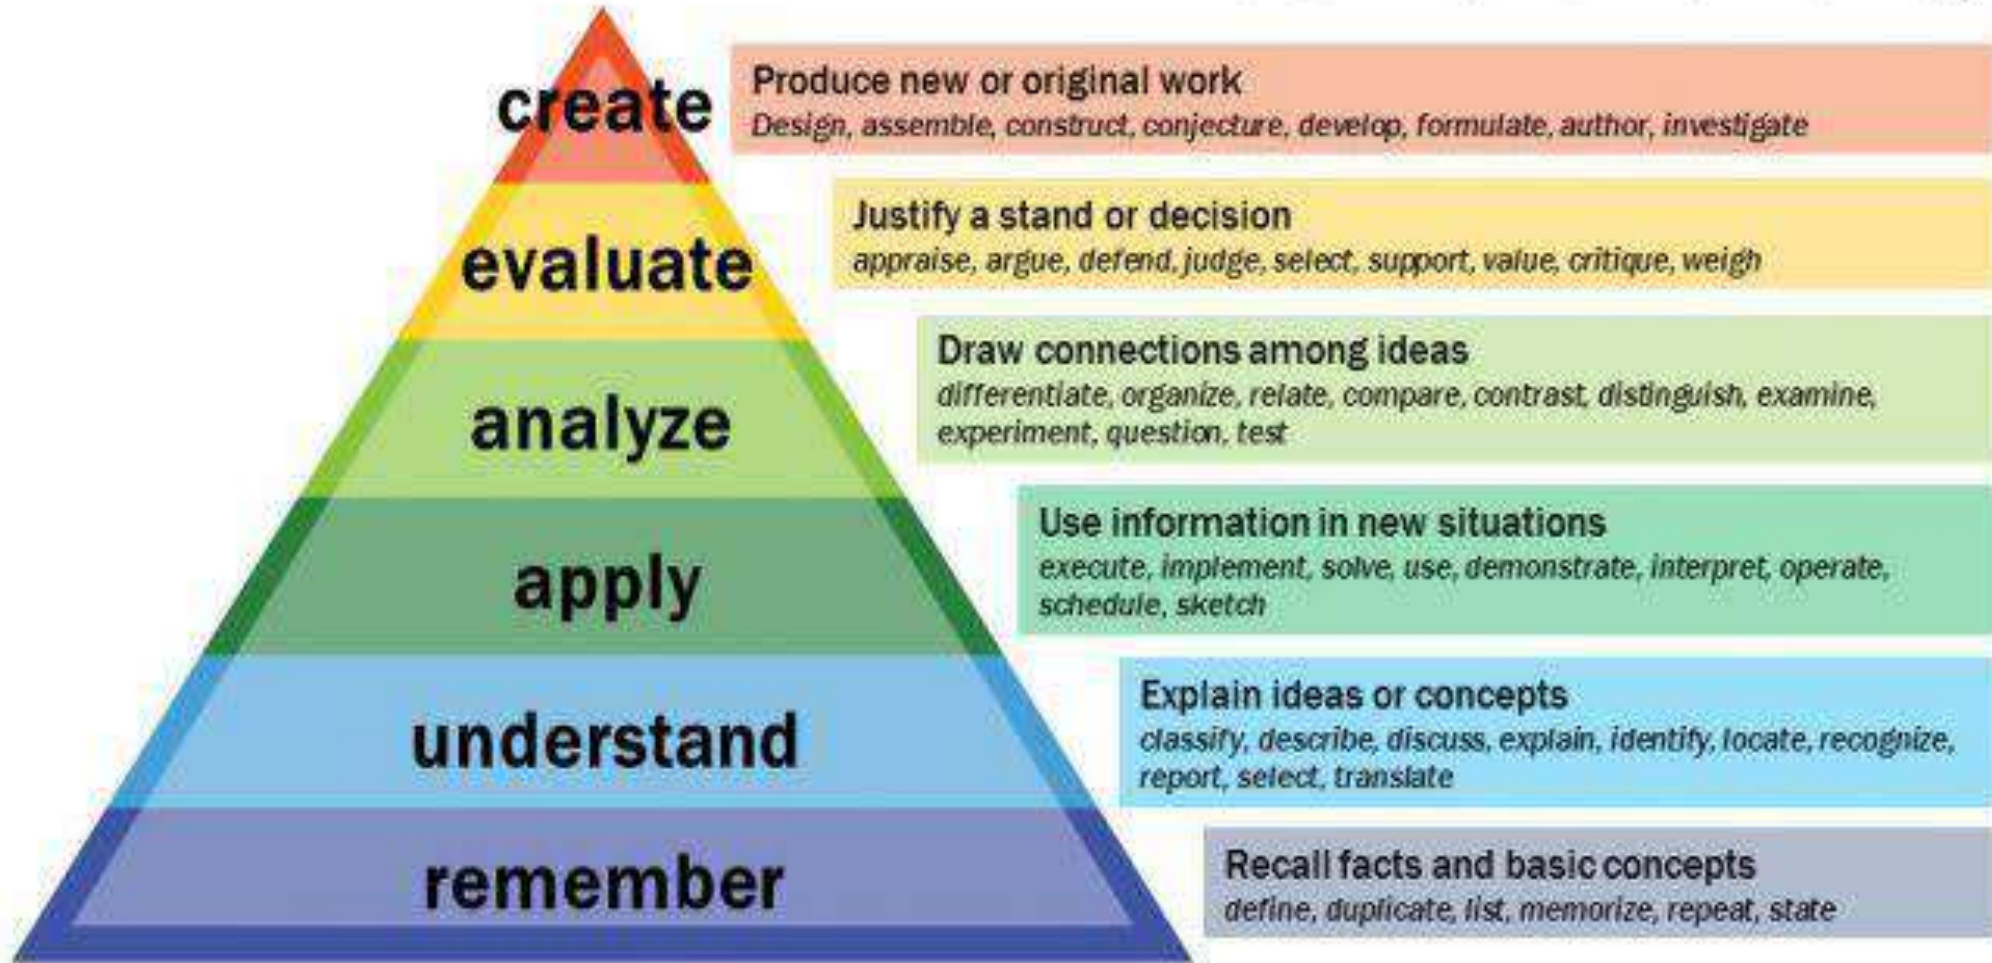 create
Produce new or original work
Design, assemble, construct, conjecture, develop, formulate, author, investigate
evaluate
Justify a stand or decision
appraise, argue, defend, judge, select, support, value, critique, weigh
analyze
Draw connections among ideas
differentiate, organize, relate, compare, contrast, distinguish, examine,
experiment, question, test
apply
Use information in new situations
execute, implement, solve, use, demonstrate, interpret, operate,
schedule, sketch
understand
Explain ideas or concepts
classify, describe, discuss, explain, identify, locate, recognize,
report, select, translate
remember
Recall facts and basic concepts
define, duplicate, list, memorize, repeat, state